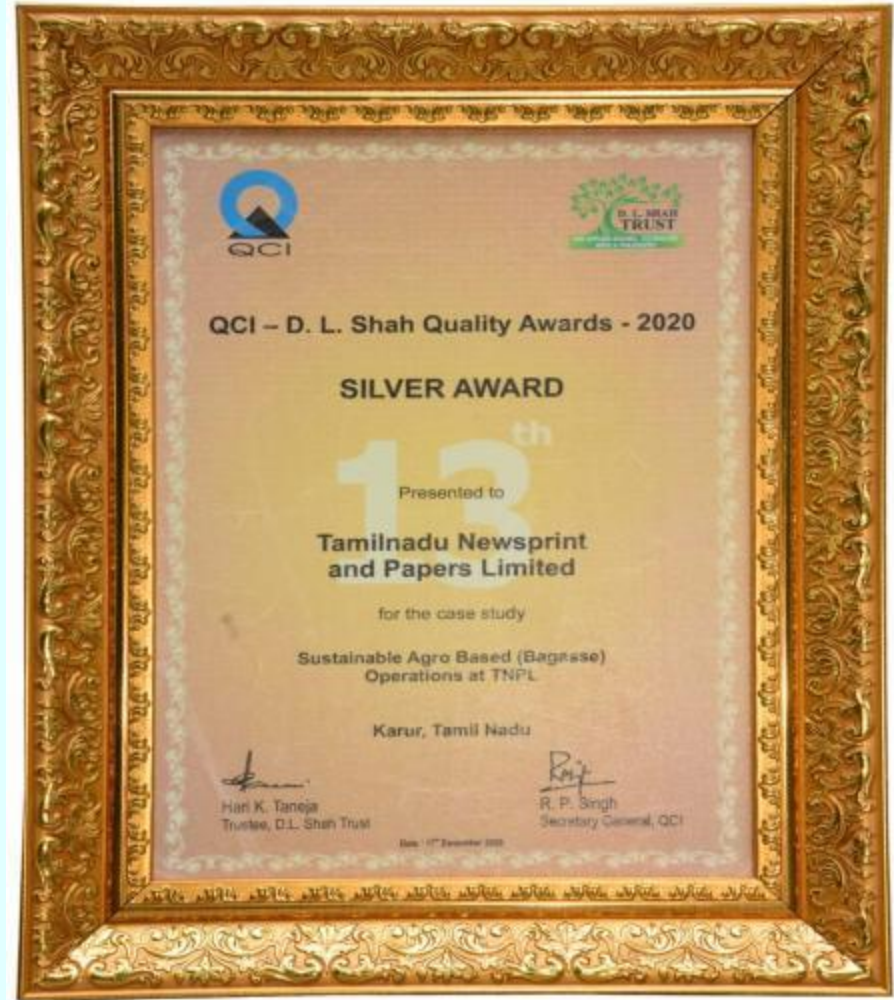 QCI
D. L. SHAH
TRUST
QCI – D. L. Shah Quality Awards - 2020
SILVER AWARD
13th
Presented to
Tamilnadu Newsprint
and Papers Limited
for the case study
Sustainable Agro Based (Bagasse)
Operations at TNPL
Karur, Tamil Nadu
Hari K. Taneja
Trustee, D.L. Shah Trust
R. P. Singh
Secretary General, QCI